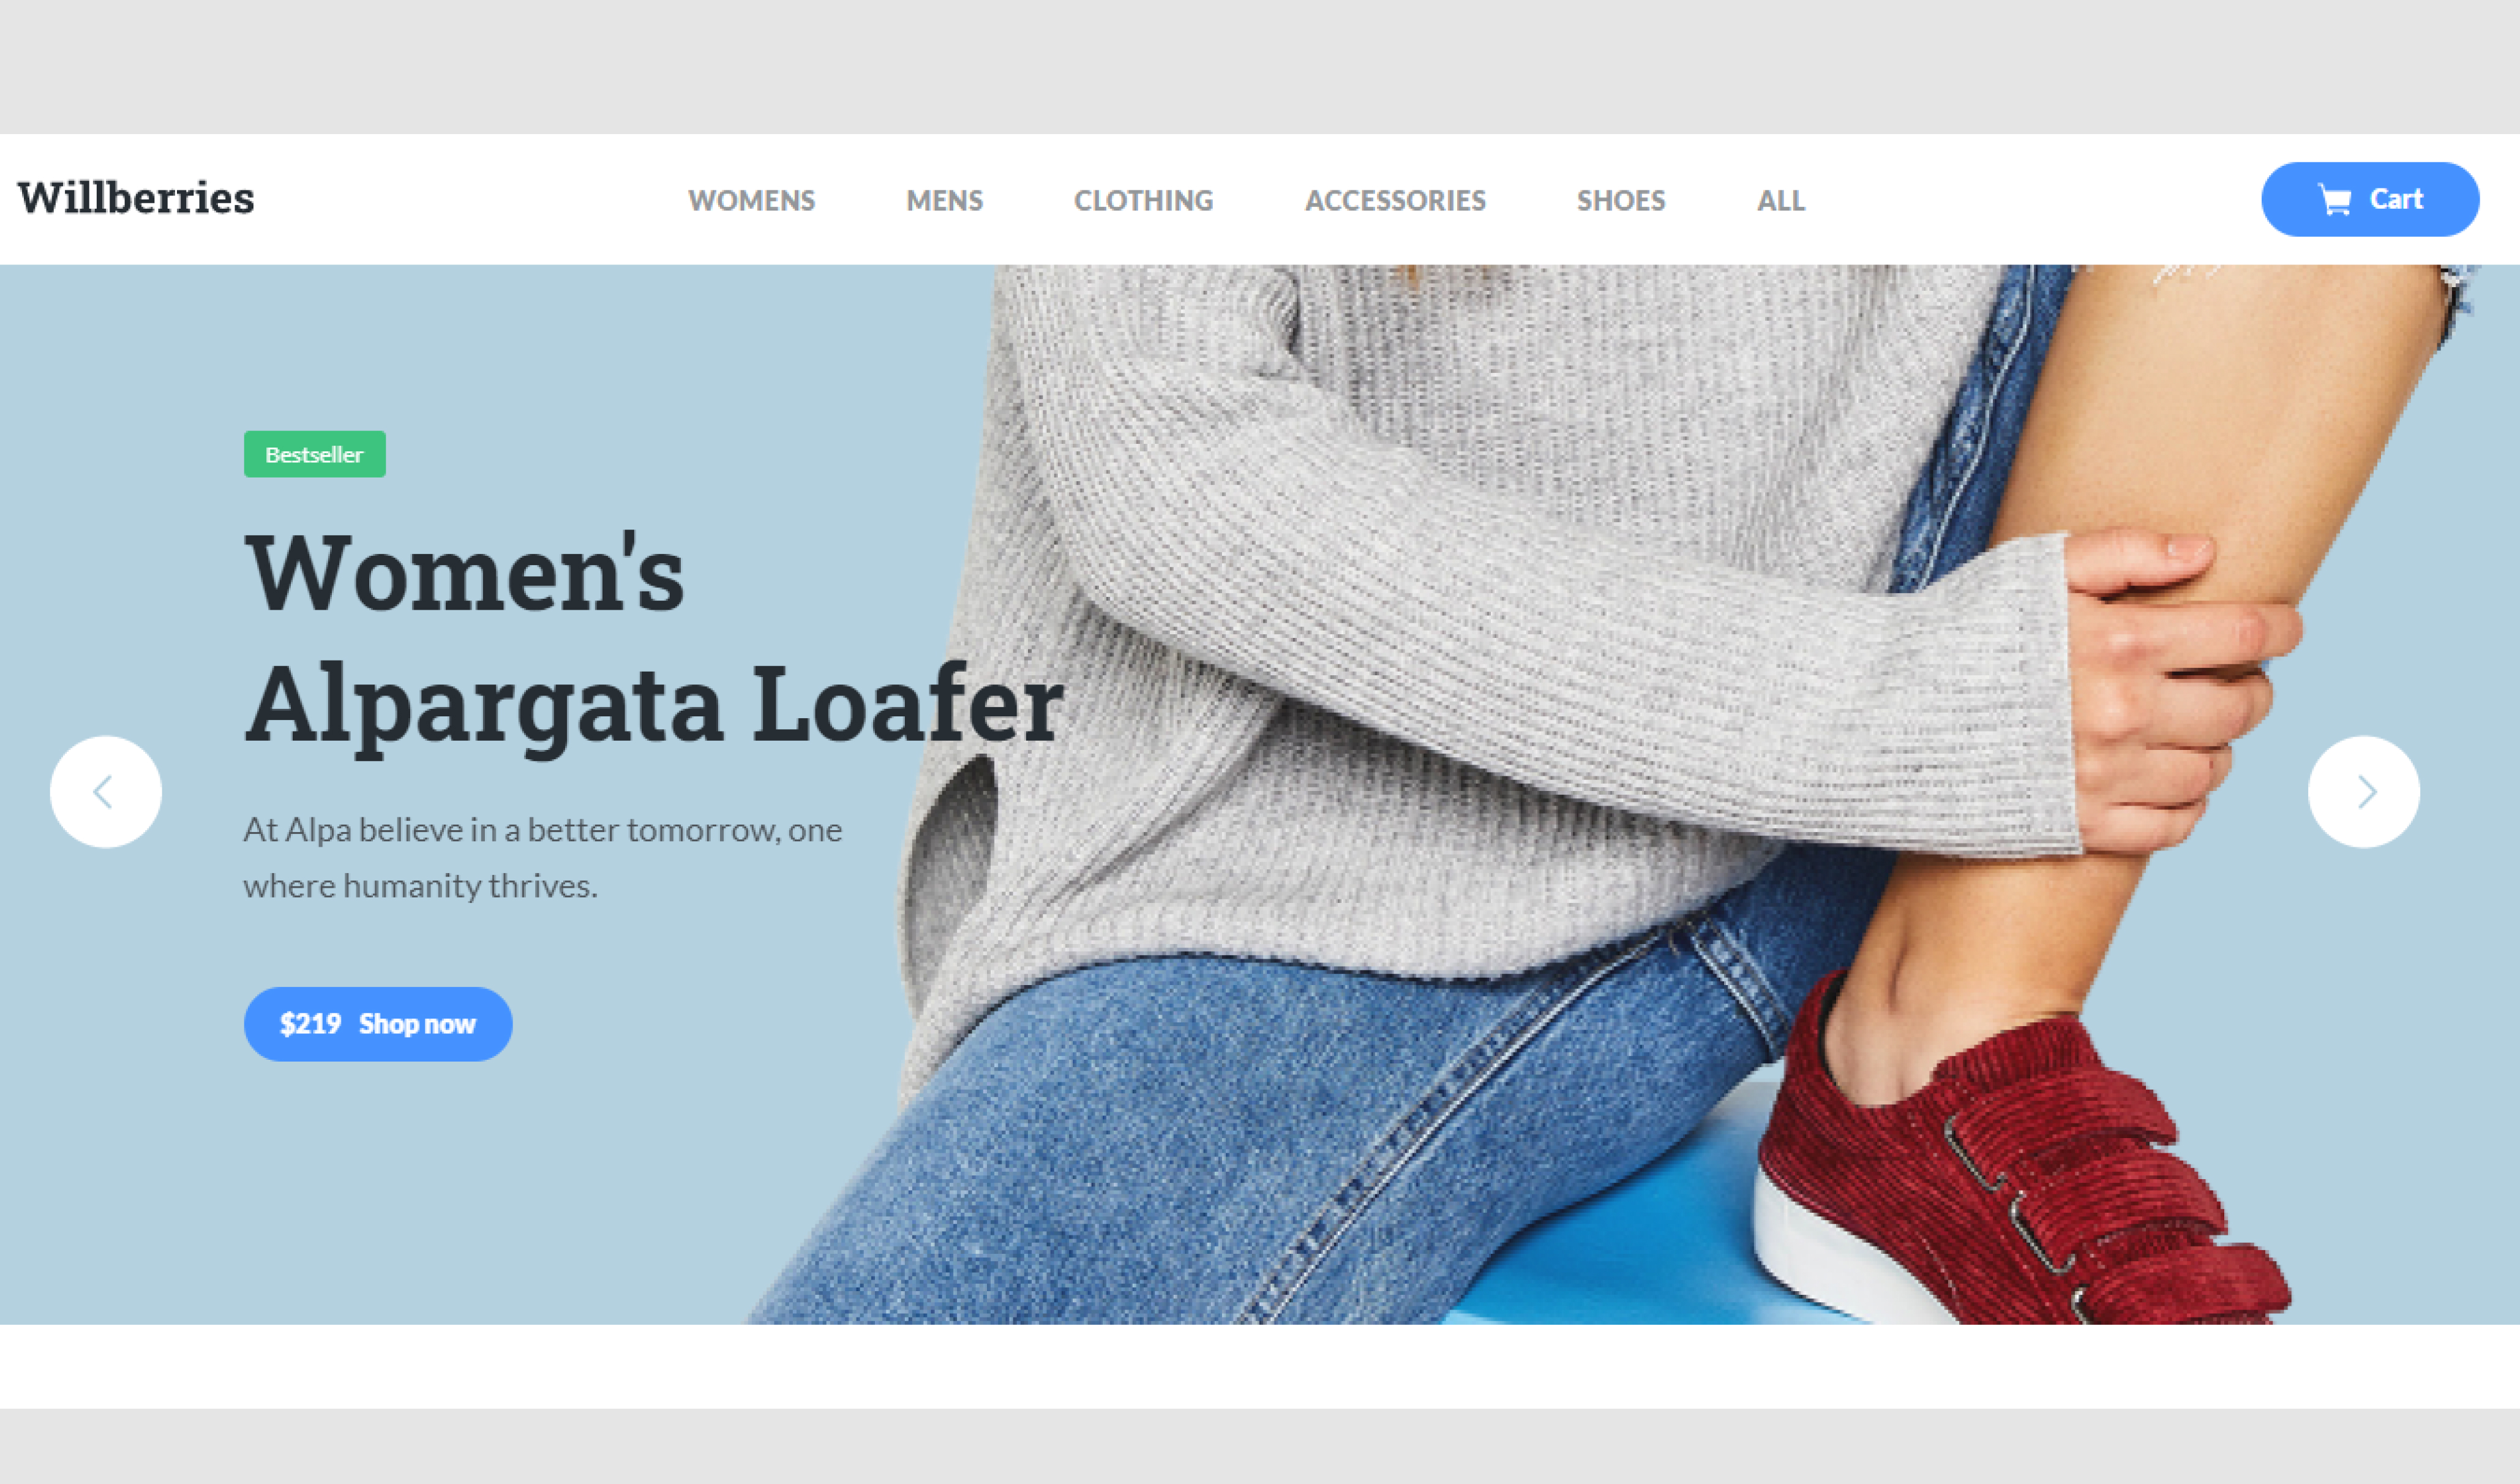 Willberries
WOMENS MENS CLOTHING ACCESSORIES SHOES ALL
Cart
Bestseller
Women's
Alpargata Loafer
At Alpa believe in a better tomorrow, one
where humanity thrives.
$219 Shop now